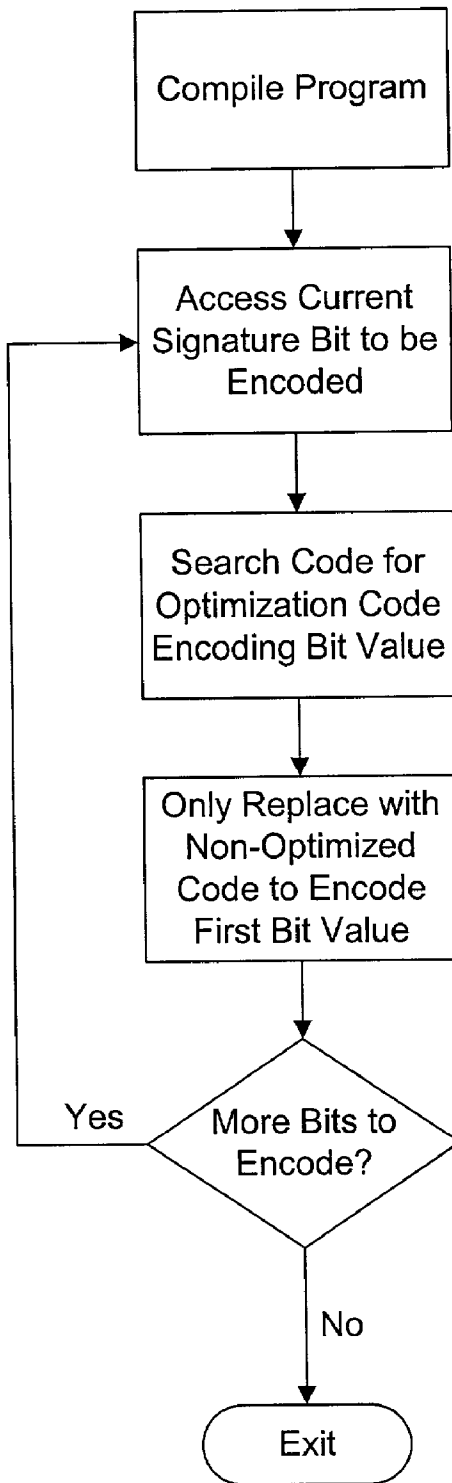 Compile Program
Access Current
Signature Bit to be
Encoded
Search Code for
Optimization Code
Encoding Bit Value
Only Replace with
Non-Optimized
Code to Encode
First Bit Value
More Bits to
Encode?
Yes
No
Exit